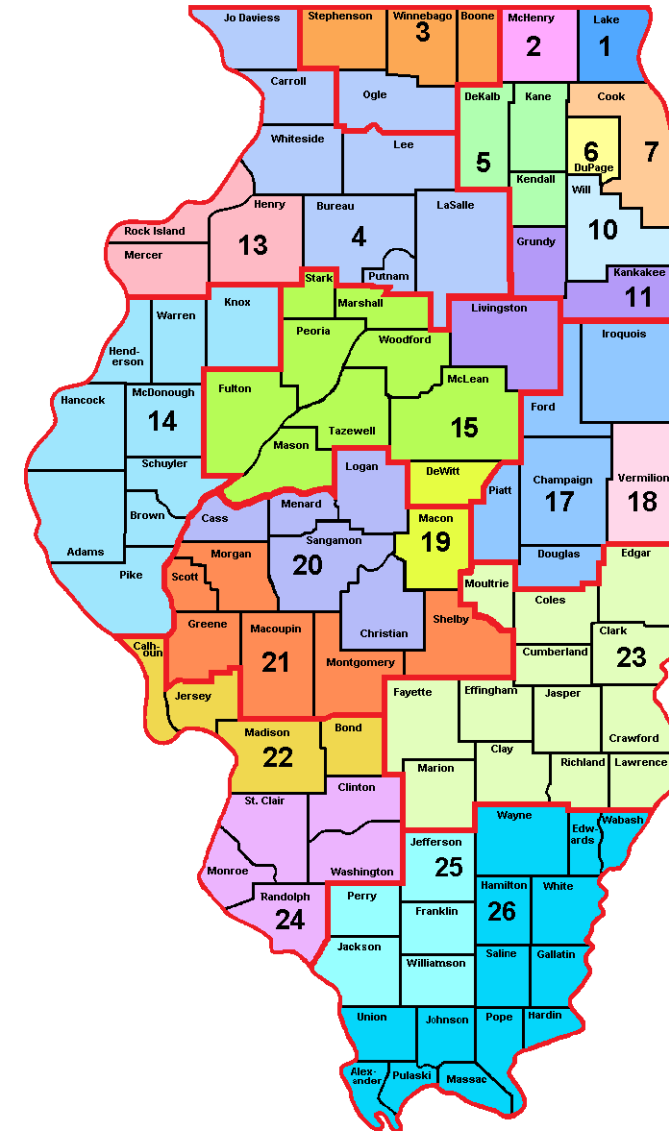 Jo Daviess
Stephenson
Winnebago
Boone
McHenry
Lake
3
2
1
Carroll
Ogle
DeKalb
Kane
Cook
Whiteside
Lee
5
6
7
DuPage
Kendall
Will
Rock Island
Henry
Bureau
LaSalle
4
10
Mercer
13
Putnam
Grundy
Kankakee
11
Stark
Marshall
Knox
Warren
Hend-
erson
Peoria
Woodford
Livingston
Iroquois
Hancock
McDonough
14
Fulton
McLean
15
Tazewell
Mason
Ford
Schuyler
Logan
DeWitt
Piatt
Champaign
17
Vermilion
18
Brown
Adams
Pike
Cass
Menard
Sangamon
20
Macon
19
Douglas
Edgar
Scott
Morgan
Moultrie
Coles
Greene
Macoupin
21
Christian
Shelby
Clark
23
Cumberland
Montgomery
Calh-
oun
Jersey
Fayette
Effingham
Jasper
Crawford
Madison
22
Bond
Clay
Richland
Lawrence
Marion
Clinton
St. Clair
Wayne
Edw-
ards
Wabash
Jefferson
25
Monroe
Washington
Randolph
24
Perry
Franklin
Hamilton
26
White
Jackson
Williamson
Saline
Gallatin
Union
Johnson
Pope
Hardin
Alex-
ander
Pulaski
Massac